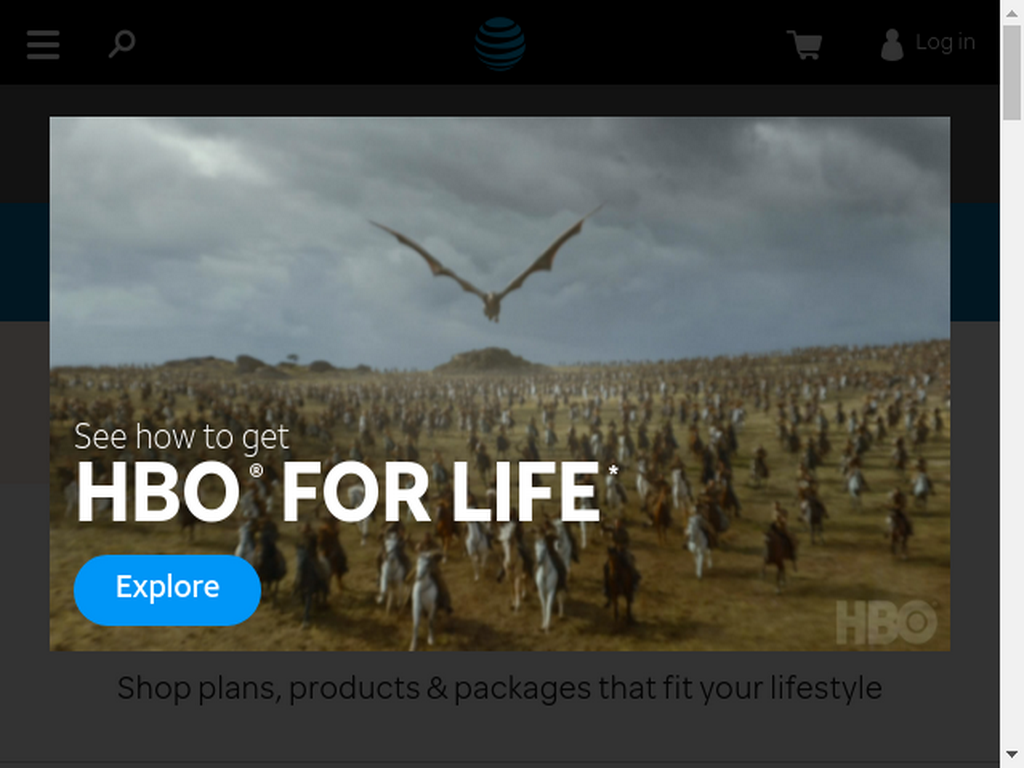 Log in
See how to get
HBO® FOR LIFE*
Explore
HBO
Shop plans, products & packages that fit your lifestyle